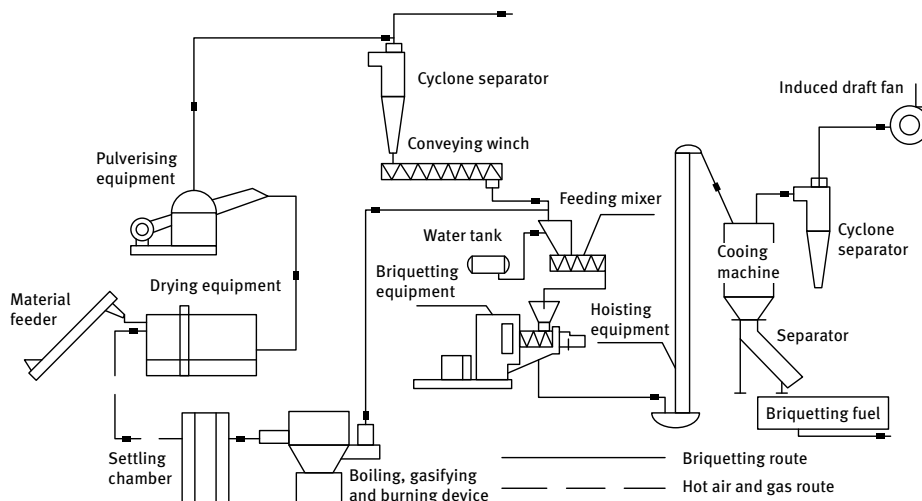 Cyclone separator
Induced draft fan
Conveying winch
Pulverising
equipment
Feeding mixer
Water tank
Cyclone
separator
Cooing
machine
Briquetting
equipment
Drying equipment
Material
feeder
Hoisting
equipment
Separator
Briquetting fuel
Settling
chamber
Boiling, gasifying
and burning device
Briquetting route
Hot air and gas route